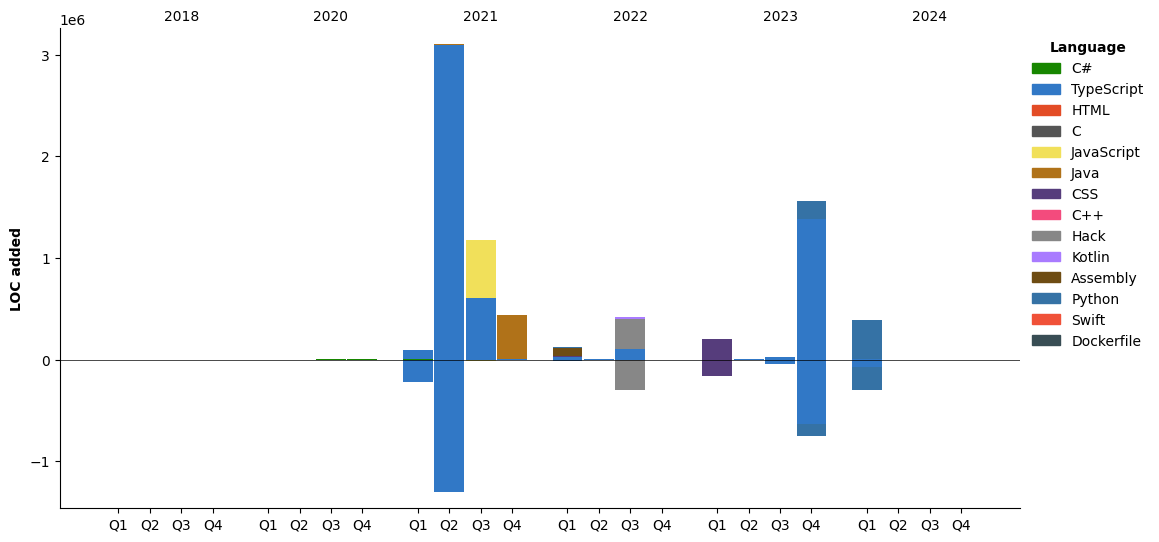 1e6
2018 2020 2021 2022 2023 2024
3
2
1
0
−1
LOC added
Q1 Q2 Q3 Q4 Q1 Q2 Q3 Q4 Q1 Q2 Q3 Q4 Q1 Q2 Q3 Q4 Q1 Q2 Q3 Q4 Q1 Q2 Q3 Q4
Language
C#
TypeScript
HTML
C
JavaScript
Java
CSS
C++
Hack
Kotlin
Assembly
Python
Swift
Dockerfile